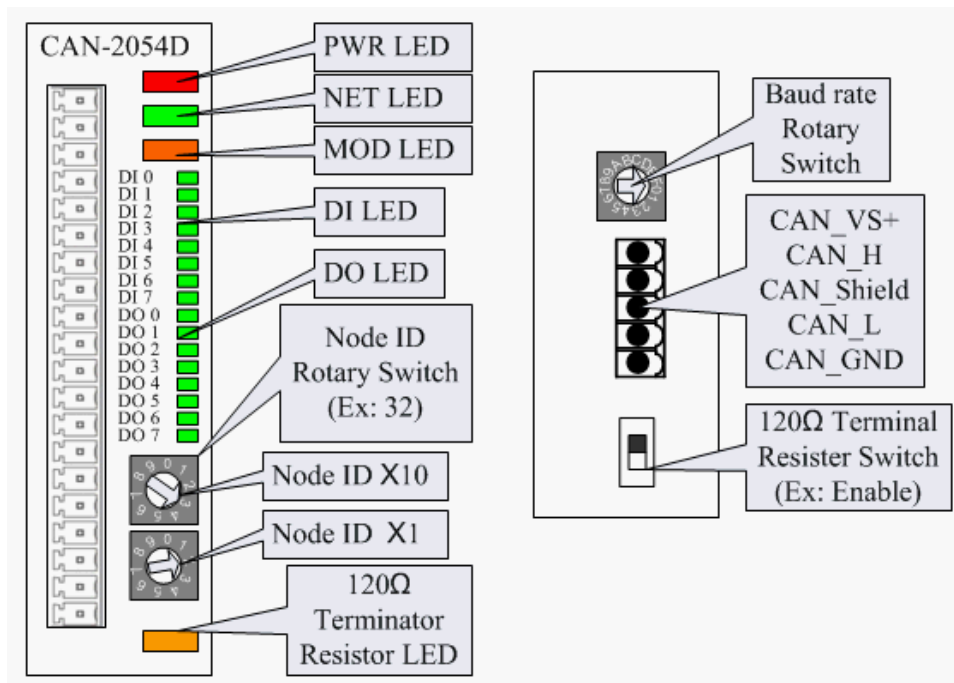 CAN-2054D
PWR LED
NET LED
MOD LED
DI 0
DI 1
DI 2
DI 3
DI 4
DI 5
DI 6
DI 7
DI LED
DO 0
DO 1
DO 2
DO 3
DO 4
DO 5
DO 6
DO 7
DO LED
Node ID
Rotary Switch
(Ex: 32)
Node ID X10
Node ID X1
120Ω
Terminator
Resistor LED
Baud rate
Rotary
Switch
CAN_VS+
CAN_H
CAN_Shield
CAN_L
CAN_GND
120Ω Terminal
Resister Switch
(Ex: Enable)